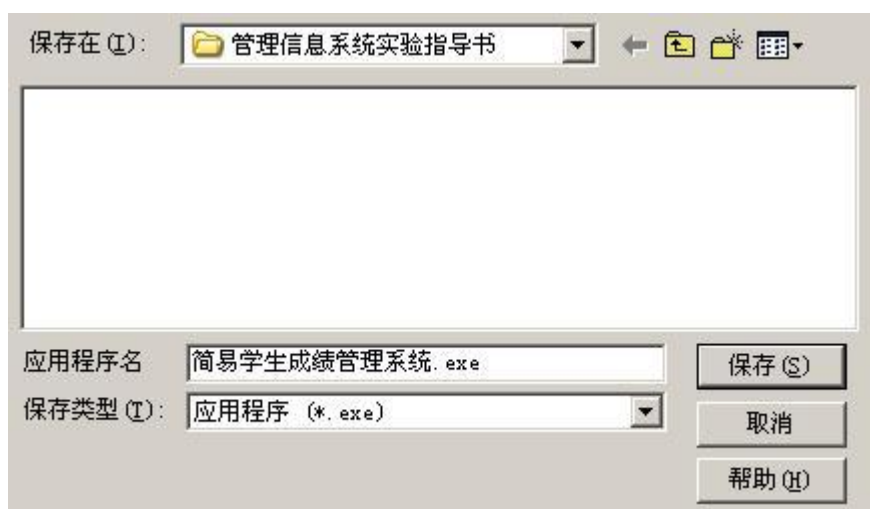 保存在(I): 管理信息系统实验指导书
应用程序名 简易学生成绩管理系统.exe 保存(S)
保存类型(T): 应用程序 (*.exe) 取消
帮助(H)